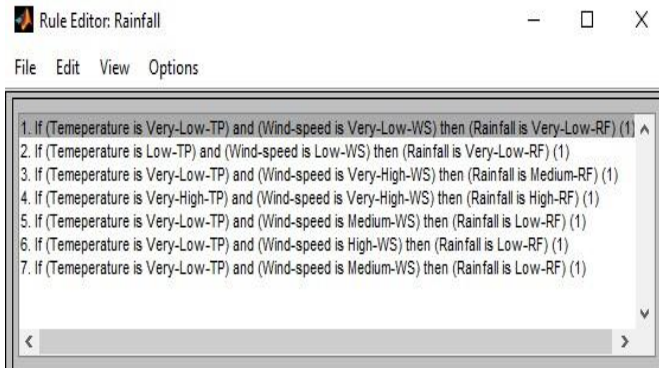 Rule Editor: Rainfall
File Edit View Options
1. If (Temeperature is Very-Low-TP) and (Wind-speed is Very-Low-WS) then (Rainfall is Very-Low-RF) (1)
2. If (Temeperature is Low-TP) and (Wind-speed is Low-WS) then (Rainfall is Very-Low-RF) (1)
3. If (Temeperature is Very-Low-TP) and (Wind-speed is Very-High-WS) then (Rainfall is Medium-RF) (1)
4. If (Temeperature is Very-High-TP) and (Wind-speed is Very-High-WS) then (Rainfall is High-RF) (1)
5. If (Temeperature is Very-Low-TP) and (Wind-speed is Medium-WS) then (Rainfall is Low-RF) (1)
6. If (Temeperature is Very-Low-TP) and (Wind-speed is High-WS) then (Rainfall is Low-RF) (1)
7. If (Temeperature is Very-Low-TP) and (Wind-speed is Medium-WS) then (Rainfall is Low-RF) (1)